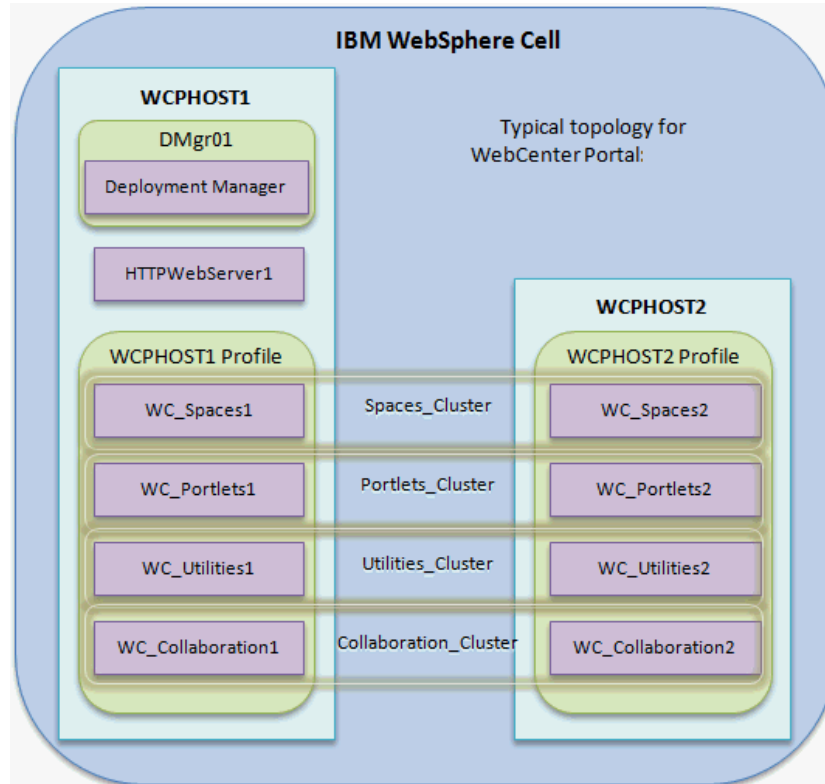 IBM WebSphere Cell
WCPHOST1
DMgr01
Deployment Manager
HTTPWebServer1
Typical topology for
WebCenter Portal:
WCPHOST2
WCPHOST1 Profile
WCPHOST2 Profile
WC_Spaces1
Spaces_Cluster
WC_Spaces2
WC_Portlets1
Portlets_Cluster
WC_Portlets2
WC_Utilities1
Utilities_Cluster
WC_Utilities2
WC_Collaboration1
Collaboration_Cluster
WC_Collaboration2